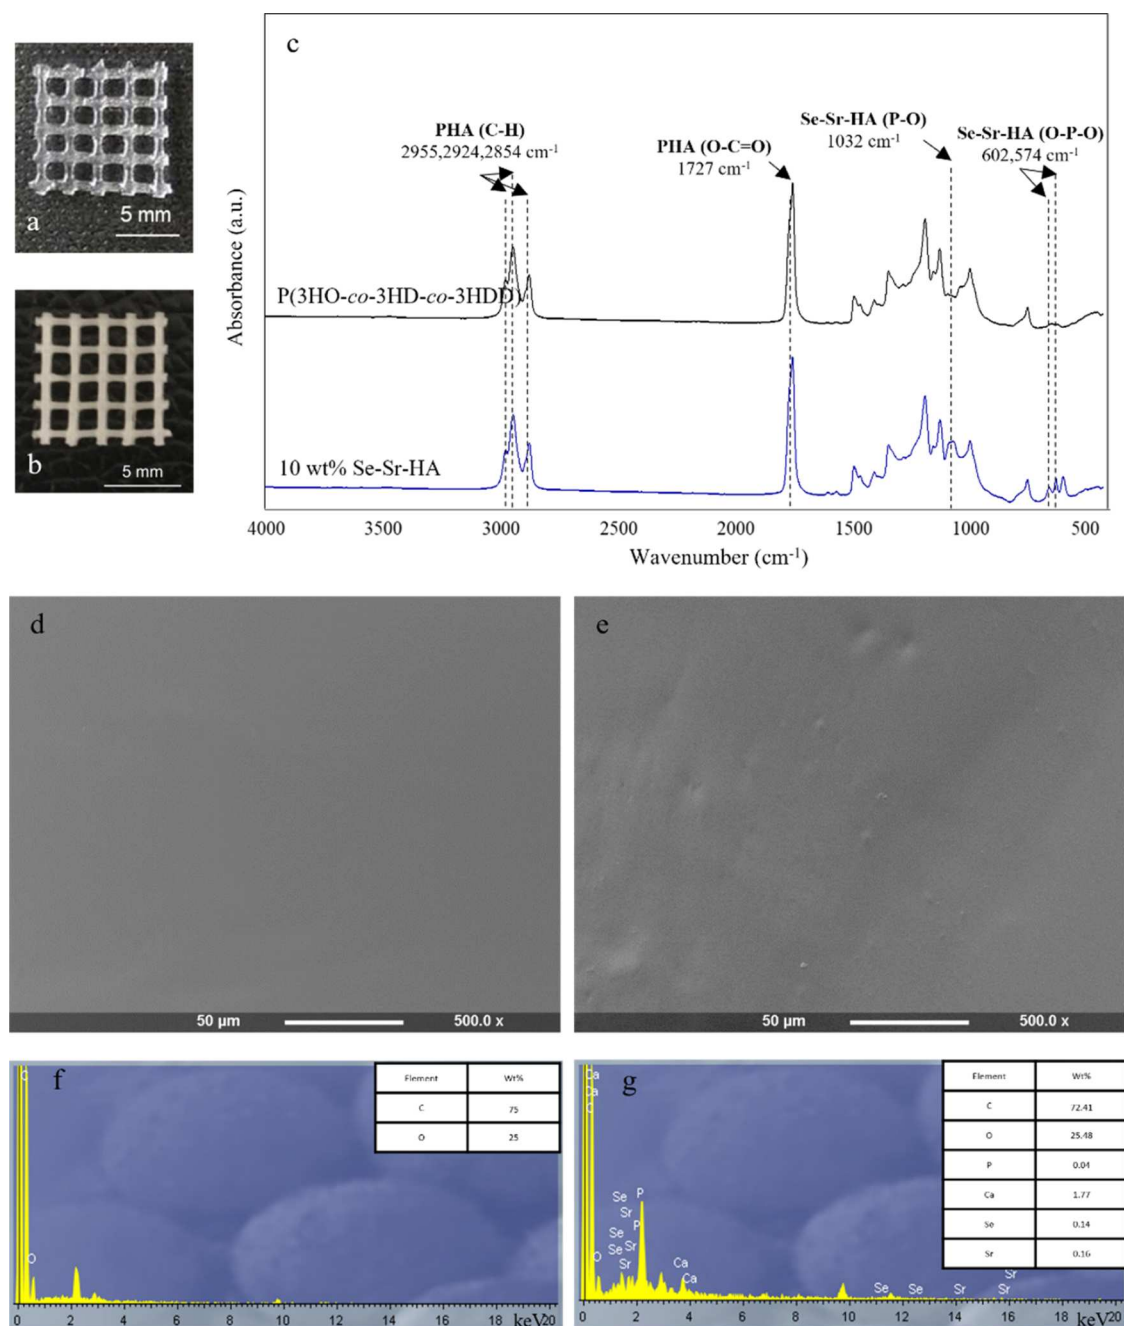 a
5 mm
b
5 mm
c
PHA (C-H)
2955,2924,2854 cm⁻¹
PHA (O-C=O)
1727 cm⁻¹
Se-Sr-HA (P-O)
1032 cm⁻¹
Se-Sr-HA (O-P-O)
602,574 cm⁻¹
Absorbance (a.u.)
P(3HO-co-3HD-co-3HDD)
10 wt% Se-Sr-HA
4000 3500 3000 2500 2000 1500 1000 500
Wavenumber (cm⁻¹)
d
50 µm 500.0 x
e
50 µm 500.0 x
f
C
O
Element Wt%
C 75
O 25
0 2 4 6 8 10 12 14 16 18 20
keV
g
Ca
Ca
C
O
Se
Sr
P
Se
Sr
P
Se
Sr
Ca
Ca
Se
Se
Sr
Sr
Sr
Element Wt%
C 72.41
O 25.48
P 0.04
Ca 1.77
Se 0.14
Sr 0.16
0 2 4 6 8 10 12 14 16 18 20
keV